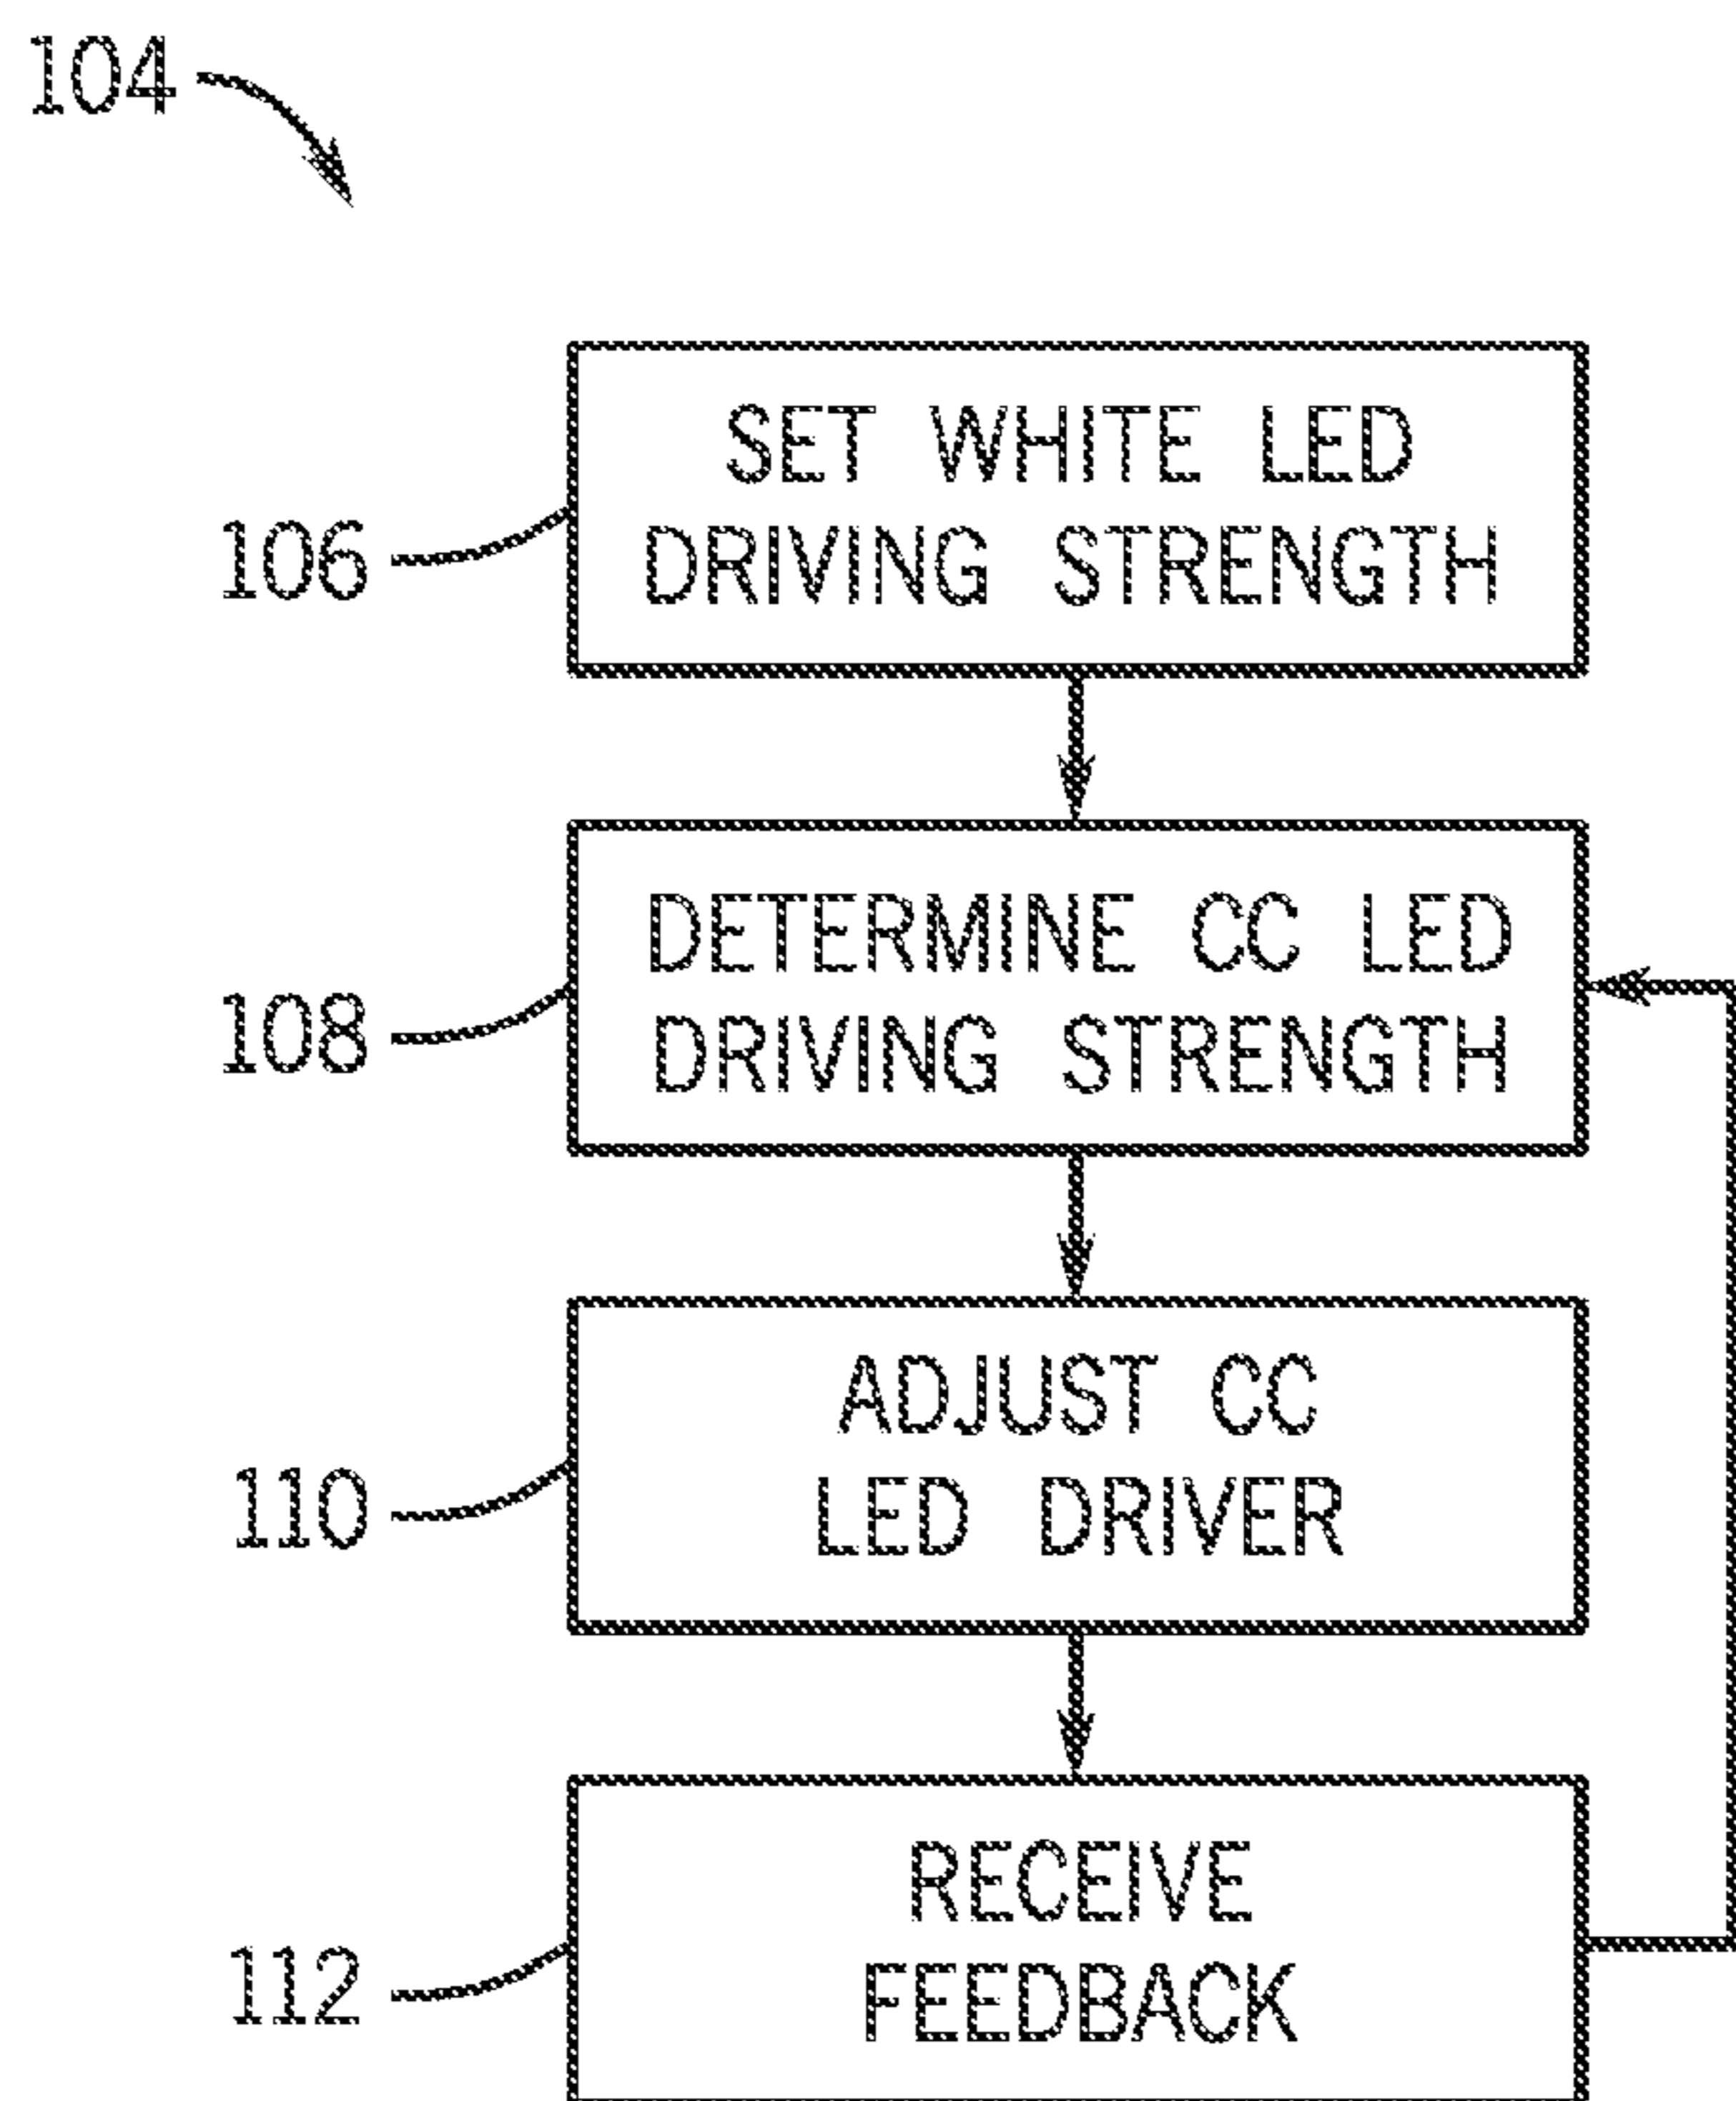 104
SET WHITE LED
DRIVING STRENGTH
106
DETERMINE CC LED
DRIVING STRENGTH
108
ADJUST CC
LED DRIVER
110
RECEIVE
FEEDBACK
112